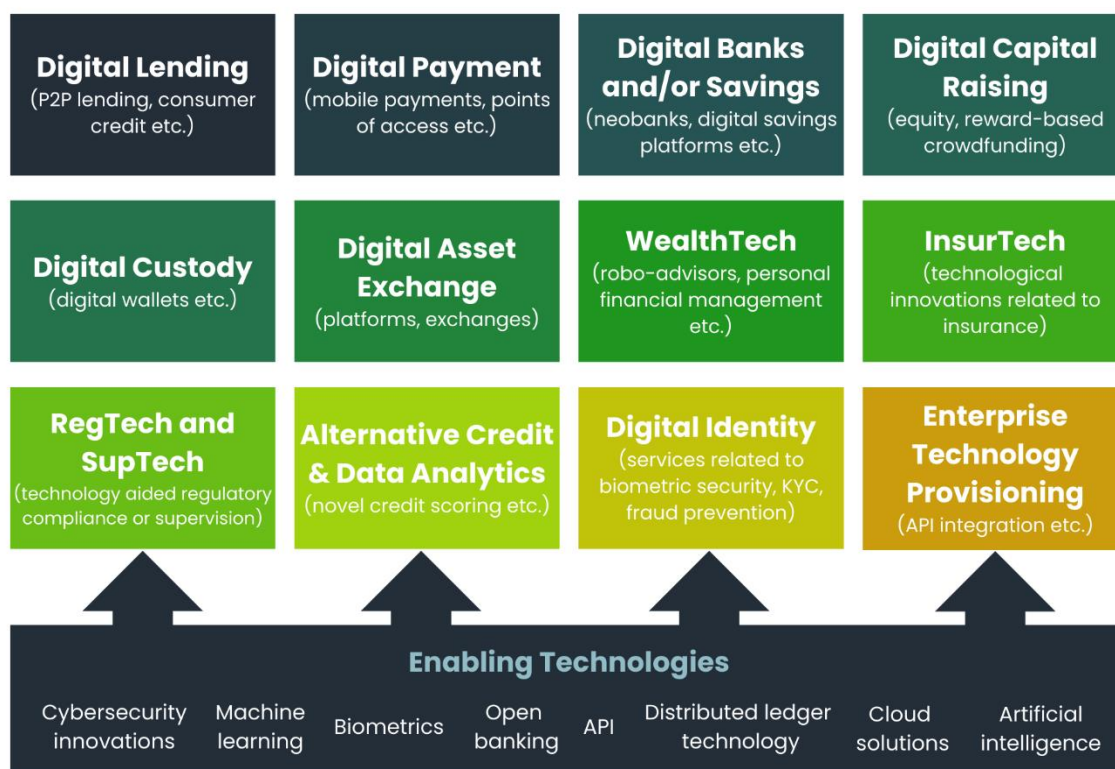 Digital Lending
(P2P lending, consumer
credit etc.)
Digital Payment
(mobile payments, points
of access etc.)
Digital Banks
and/or Savings
(neobanks, digital savings
platforms etc.)
Digital Capital
Raising
(equity, reward-based
crowdfunding)
Digital Custody
(digital wallets etc.)
Digital Asset
Exchange
(platforms, exchanges)
WealthTech
(robo-advisors, personal
financial management
etc.)
InsurTech
(technological
innovations related to
insurance)
RegTech and
SupTech
(technology aided regulatory
compliance or supervision)
Alternative Credit
& Data Analytics
(novel credit scoring etc.)
Digital Identity
(services related to
biometric security, KYC,
fraud prevention)
Enterprise
Technology
Provisioning
(API integration etc.)
Enabling Technologies
Cybersecurity
innovations
Machine
learning
Biometrics
Open
banking
API
Distributed ledger
technology
Cloud
solutions
Artificial
intelligence